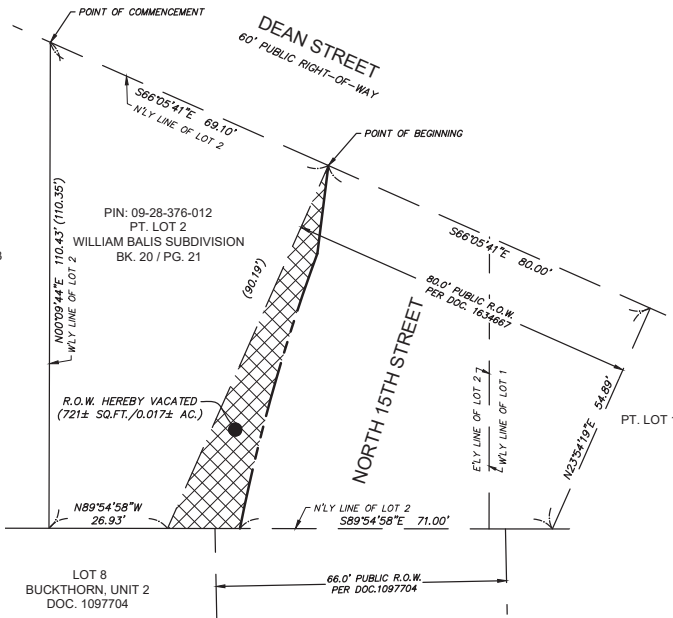 POINT OF COMMENCEMENT
DEAN STREET
60' PUBLIC RIGHT-OF-WAY
S66°05'41"E 69.10'
N'LY LINE OF LOT 2
POINT OF BEGINNING
PIN: 09-28-376-012
PT. LOT 2
WILLIAM BALIS SUBDIVISION
BK. 20 / PG. 21
N00°09'44"E 110.43' (110.35')
W'LY LINE OF LOT 2
(90.19')
S66°05'41"E 80.00'
80.0' PUBLIC R.O.W.
PER DOC. 1634667
NORTH 15TH STREET
R.O.W. HEREBY VACATED
(721± SQ.FT./0.017± AC.)
E'LY LINE OF LOT 2
W'LY LINE OF LOT 1
N23°54'19"E 54.89'
PT. LOT
N89°54'58"W
26.93'
N'LY LINE OF LOT 2
S89°54'58"E 71.00'
LOT 8
BUCKTHORN, UNIT 2
DOC. 1097704
66.0' PUBLIC R.O.W.
PER DOC.1097704